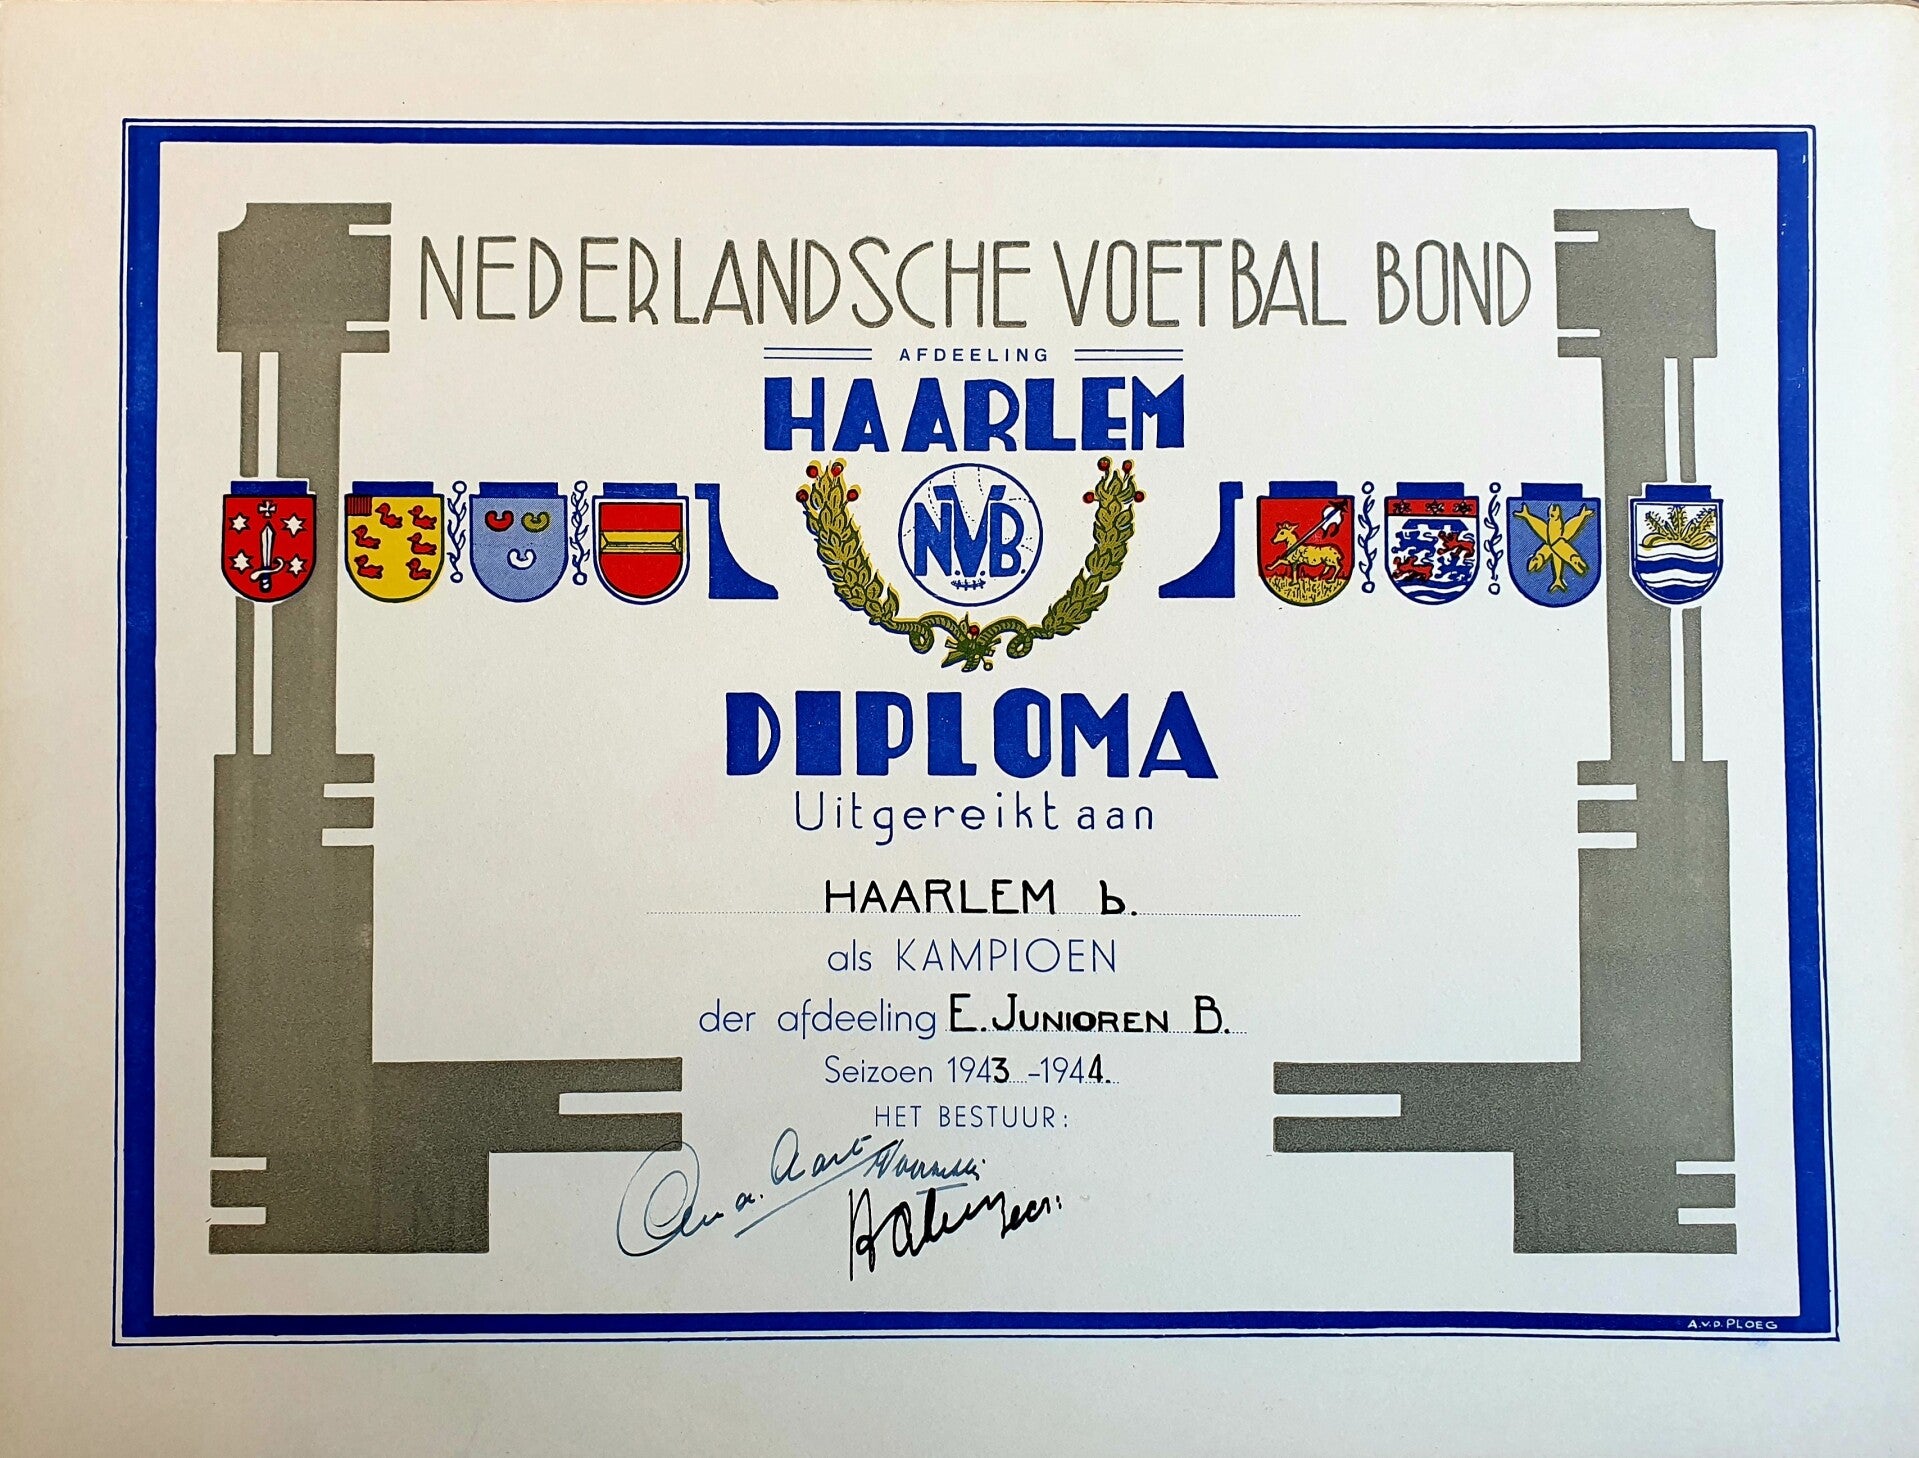 NEDERLANDSCHE VOETBAL BOND
AFDEELING
HAARLEM
N.V.B.
DIPLOMA
Uitgereikt aan
HAARLEM b.
als KAMPIOEN
der afdeeling E. JUNIOREN B.
Seizoen 1943-1944.
HET BESTUUR:
A.V.D. PLOEG